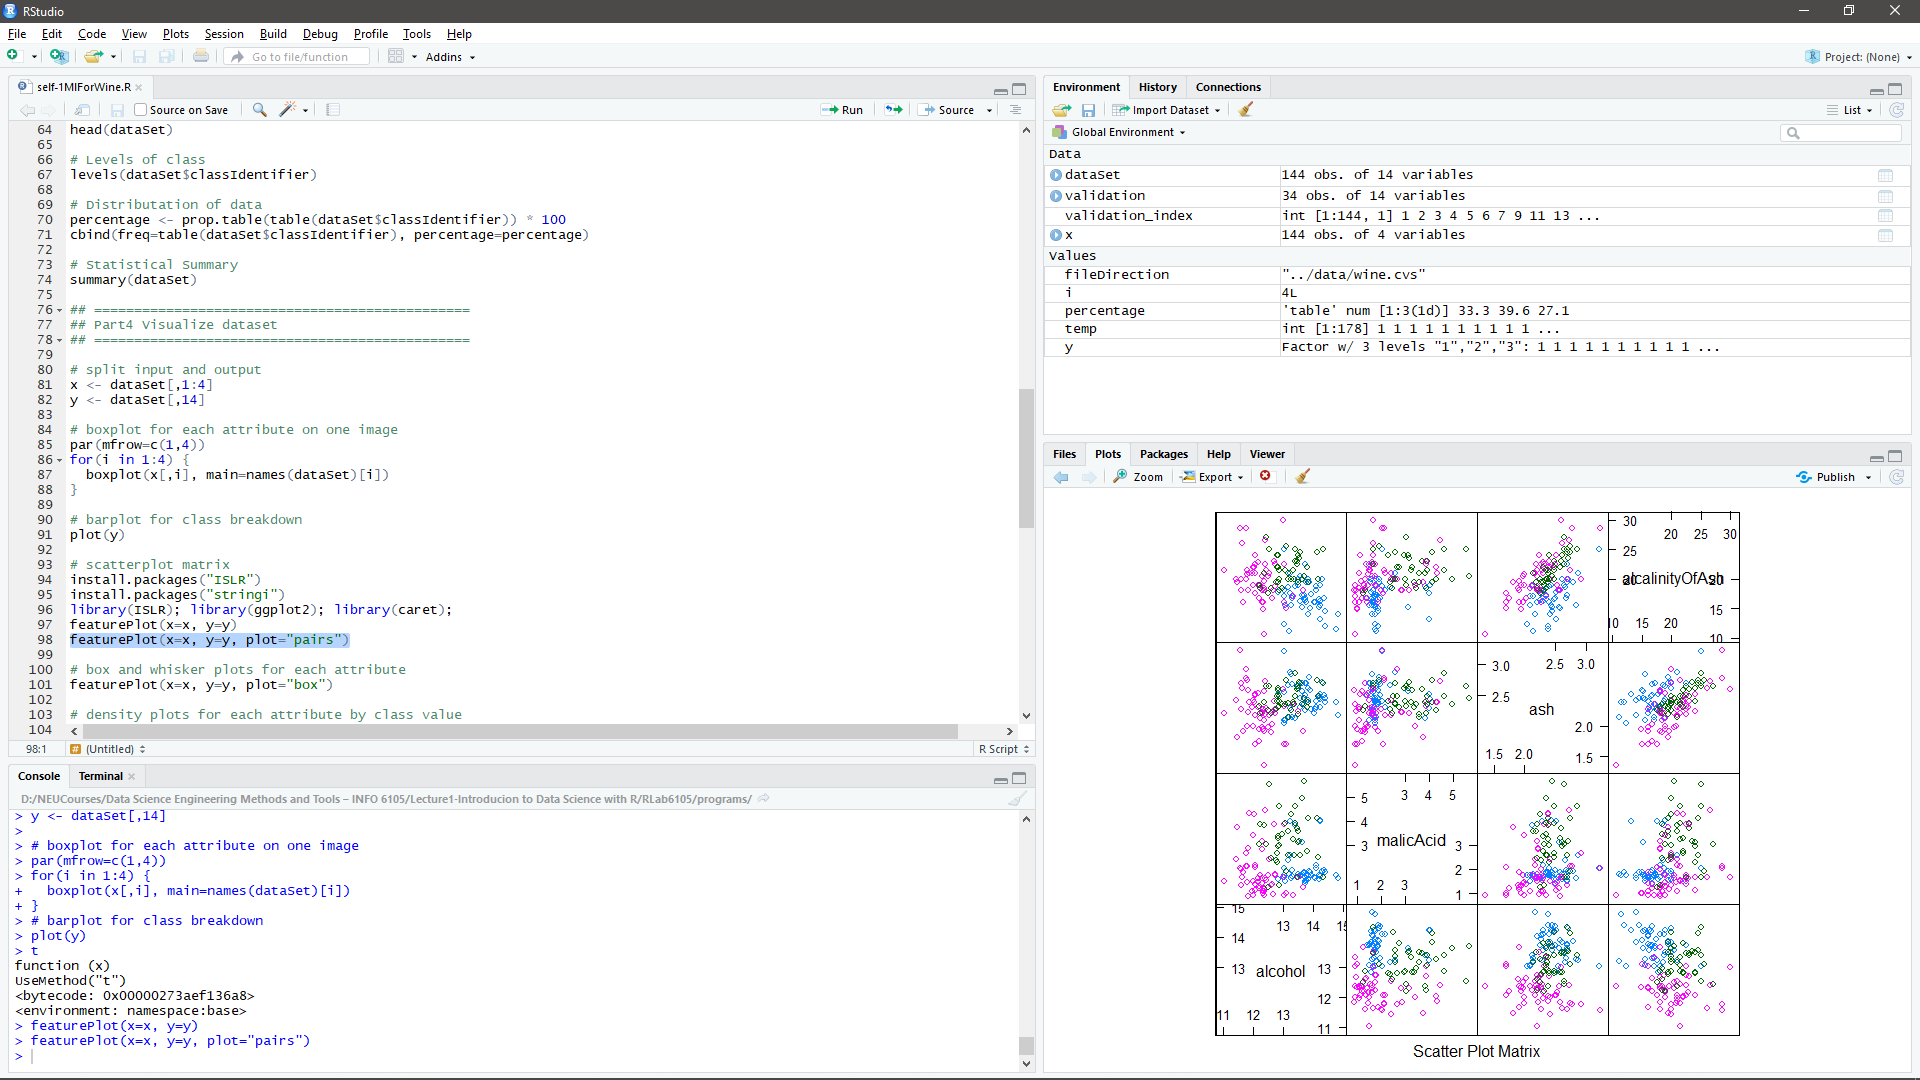 RStudio
File Edit Code View Plots Session Build Debug Profile Tools Help
Go to file/function Addins Project: (None)
self-1MIForWine.R
Source on Save Run Source
64 head(dataSet)
65
66 # Levels of class
67 levels(dataSet$classIdentifier)
68
69 # Distributation of data
70 percentage <- prop.table(table(dataSet$classIdentifier)) * 100
71 cbind(freq=table(dataSet$classIdentifier), percentage=percentage)
72
73 # Statistical Summary
74 summary(dataSet)
75
76 ## ===============================================
77 ## Part4 Visualize dataset
78 ## ===============================================
79
80 # split input and output
81 x <- dataSet[,1:4]
82 y <- dataSet[,14]
83
84 # boxplot for each attribute on one image
85 par(mfrow=c(1,4))
86 for(i in 1:4) {
87 boxplot(x[,i], main=names(dataSet)[i])
88 }
89
90 # barplot for class breakdown
91 plot(y)
92
93 # scatterplot matrix
94 install.packages("ISLR")
95 install.packages("stringi")
96 library(ISLR); library(ggplot2); library(caret);
97 featurePlot(x=x, y=y)
98 featurePlot(x=x, y=y, plot="pairs")
99
100 # box and whisker plots for each attribute
101 featurePlot(x=x, y=y, plot="box")
102
103 # density plots for each attribute by class value
104
98:1 # (Untitled) R Script
Console Terminal
D:/NEUCourses/Data Science Engineering Methods and Tools – INFO 6105/Lecture1-Introducion to Data Science with R/RLab6105/programs/
> y <- dataSet[,14]
>
> # boxplot for each attribute on one image
> par(mfrow=c(1,4))
> for(i in 1:4) {
+ boxplot(x[,i], main=names(dataSet)[i])
+ }
> # barplot for class breakdown
> plot(y)
> t
function (x)
UseMethod("t")
<bytecode: 0x00000273aef136a8>
<environment: namespace:base>
> featurePlot(x=x, y=y)
> featurePlot(x=x, y=y, plot="pairs")
>
Environment History Connections
Import Dataset List
Global Environment
Data
dataSet 144 obs. of 14 variables
validation 34 obs. of 14 variables
validation_index int [1:144, 1] 1 2 3 4 5 6 7 9 11 13 ...
x 144 obs. of 4 variables
Values
fileDirection "../data/wine.cvs"
i 4L
percentage 'table' num [1:3(1d)] 33.3 39.6 27.1
temp int [1:178] 1 1 1 1 1 1 1 1 1 1 ...
y Factor w/ 3 levels "1","2","3": 1 1 1 1 1 1 1 1 1 1 ...
Files Plots Packages Help Viewer
Zoom Export Publish
30 20 25 30
25
20 alcalinityOfAsh 20
15
10 15 20 10
3.0 2.5 3.0
2.5
ash
2.0
1.5 2.0 1.5
5 3 4 5
4
3 malicAcid 3
2
1 2 3 1
15 13 14 15
14
13 alcohol 13
12
11 12 13 11
Scatter Plot Matrix